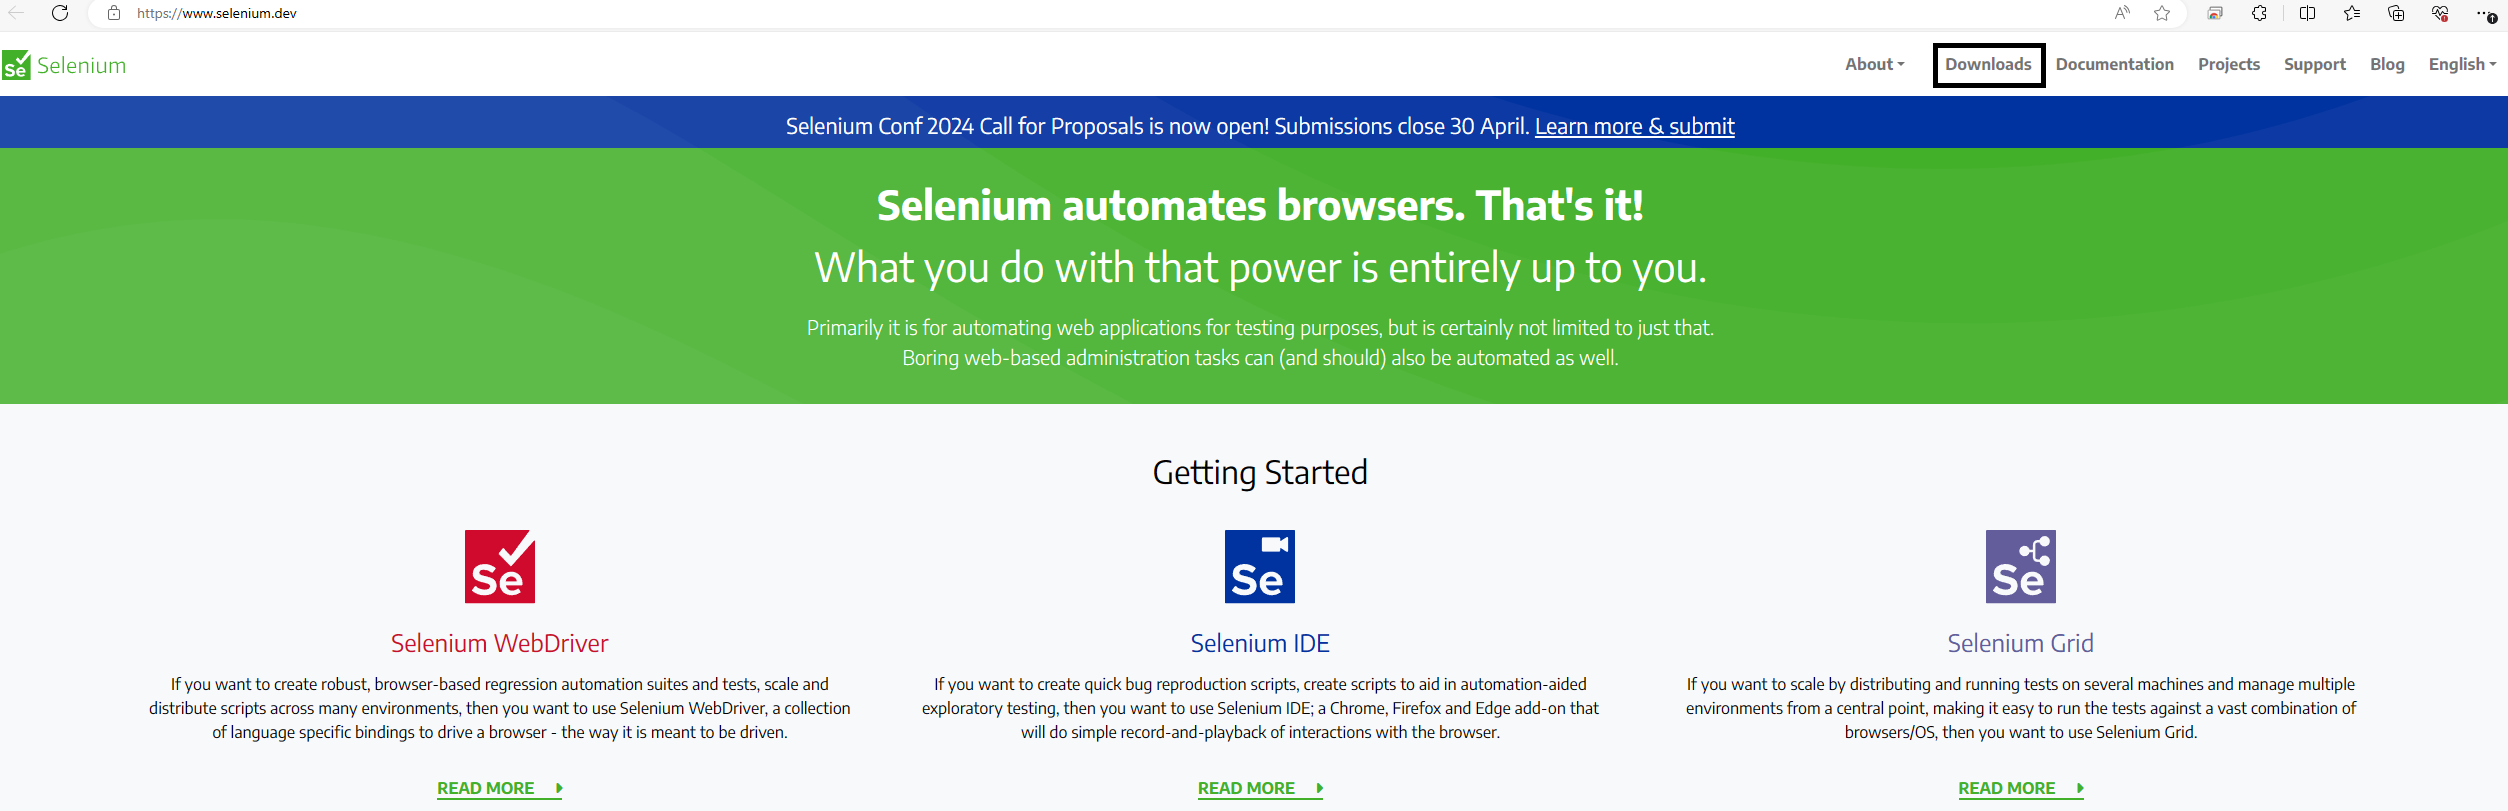 https://www.selenium.dev
Se Selenium
About Downloads Documentation Projects Support Blog English
Selenium Conf 2024 Call for Proposals is now open! Submissions close 30 April. Learn more & submit
Selenium automates browsers. That's it!
What you do with that power is entirely up to you.
Primarily it is for automating web applications for testing purposes, but is certainly not limited to just that.
Boring web-based administration tasks can (and should) also be automated as well.
Getting Started
Se
Selenium WebDriver
If you want to create robust, browser-based regression automation suites and tests, scale and
distribute scripts across many environments, then you want to use Selenium WebDriver, a collection
of language specific bindings to drive a browser - the way it is meant to be driven.
READ MORE
Se
Selenium IDE
If you want to create quick bug reproduction scripts, create scripts to aid in automation-aided
exploratory testing, then you want to use Selenium IDE; a Chrome, Firefox and Edge add-on that
will do simple record-and-playback of interactions with the browser.
READ MORE
Se
Selenium Grid
If you want to scale by distributing and running tests on several machines and manage multiple
environments from a central point, making it easy to run the tests against a vast combination of
browsers/OS, then you want to use Selenium Grid.
READ MORE